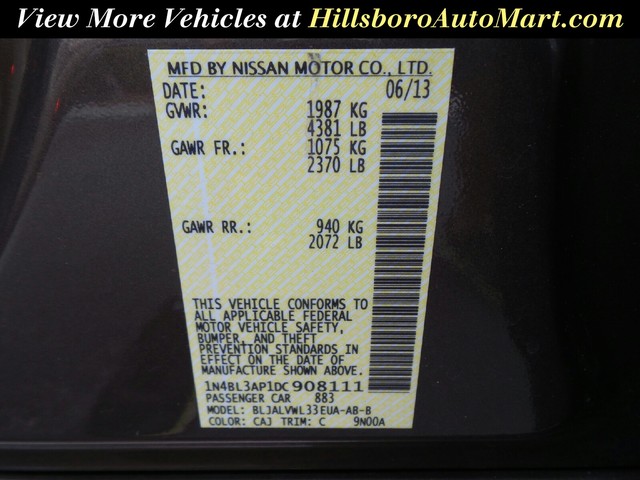 View More Vehicles at HillsboroAutoMart.com
MFD BY NISSAN MOTOR CO., LTD.
DATE: 06/13
GVWR: 1987 KG
4381 LB
GAWR FR.: 1075 KG
2370 LB
GAWR RR.: 940 KG
2072 LB
THIS VEHICLE CONFORMS TO
ALL APPLICABLE FEDERAL
MOTOR VEHICLE SAFETY,
BUMPER, AND THEFT
PREVENTION STANDARDS
IN EFFECT ON THE DATE OF
MANUFACTURE SHOWN ABOVE.
1N4BL3AP1DC908111
PASSENGER CAR 883
MODEL: BLJALVWL33EUA-AB-B
COLOR: CAJ TRIM: C 9N00A